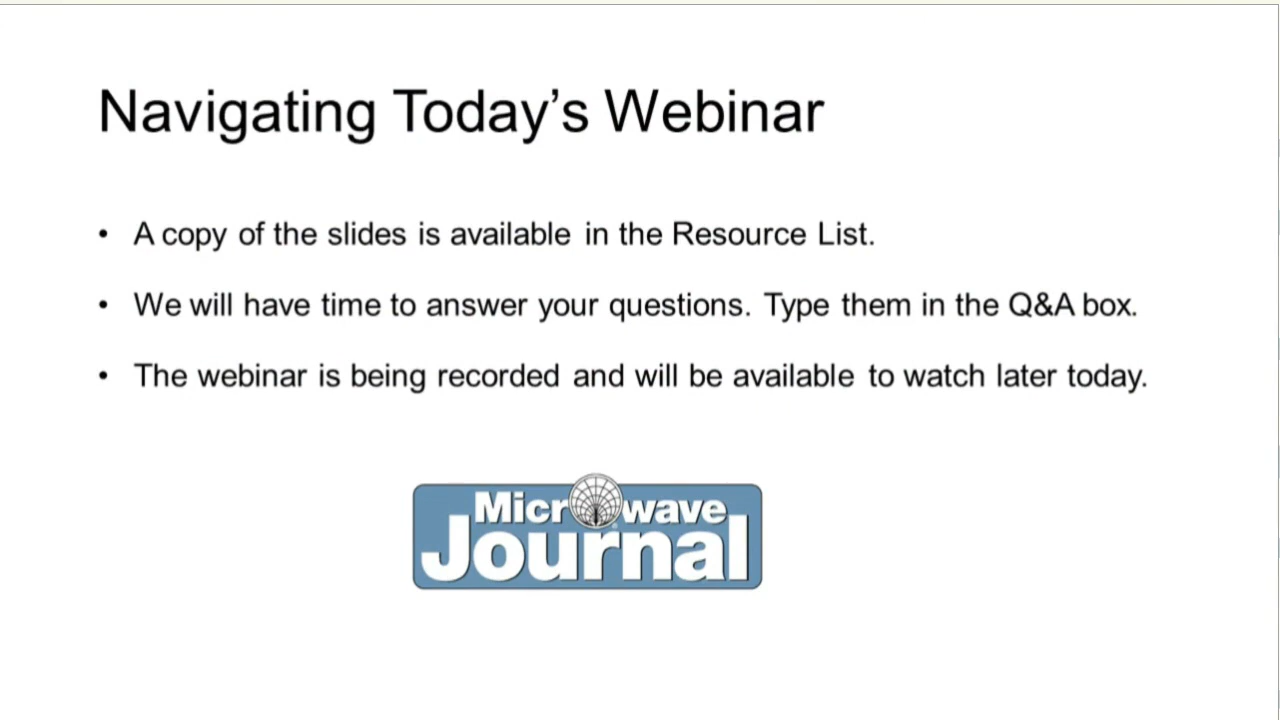 Navigating Today’s Webinar
• A copy of the slides is available in the Resource List.
• We will have time to answer your questions. Type them in the Q&A box.
• The webinar is being recorded and will be available to watch later today.
Microwave
Journal